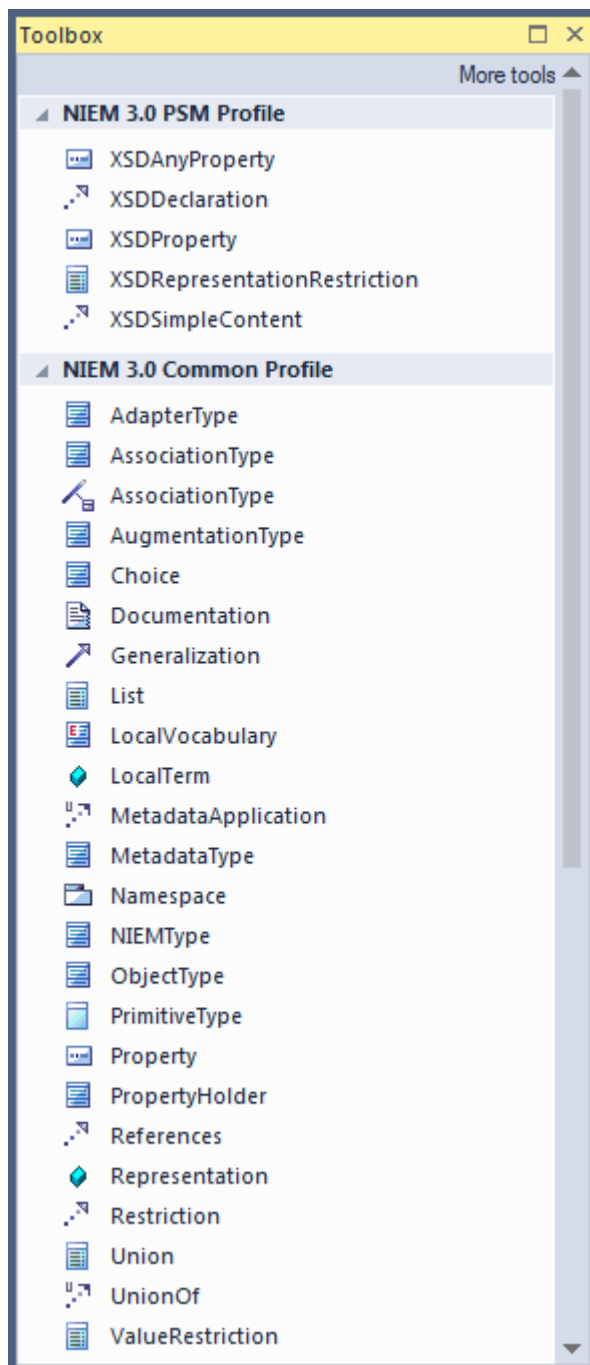 Toolbox
More tools
NIEM 3.0 PSM Profile
XSDAnyProperty
XSDDeclaration
XSDProperty
XSDRepresentationRestriction
XSDSimpleContent
NIEM 3.0 Common Profile
AdapterType
AssociationType
AssociationType
AugmentationType
Choice
Documentation
Generalization
List
LocalVocabulary
LocalTerm
MetadataApplication
MetadataType
Namespace
NIEMType
ObjectType
PrimitiveType
Property
PropertyHolder
References
Representation
Restriction
Union
UnionOf
ValueRestriction